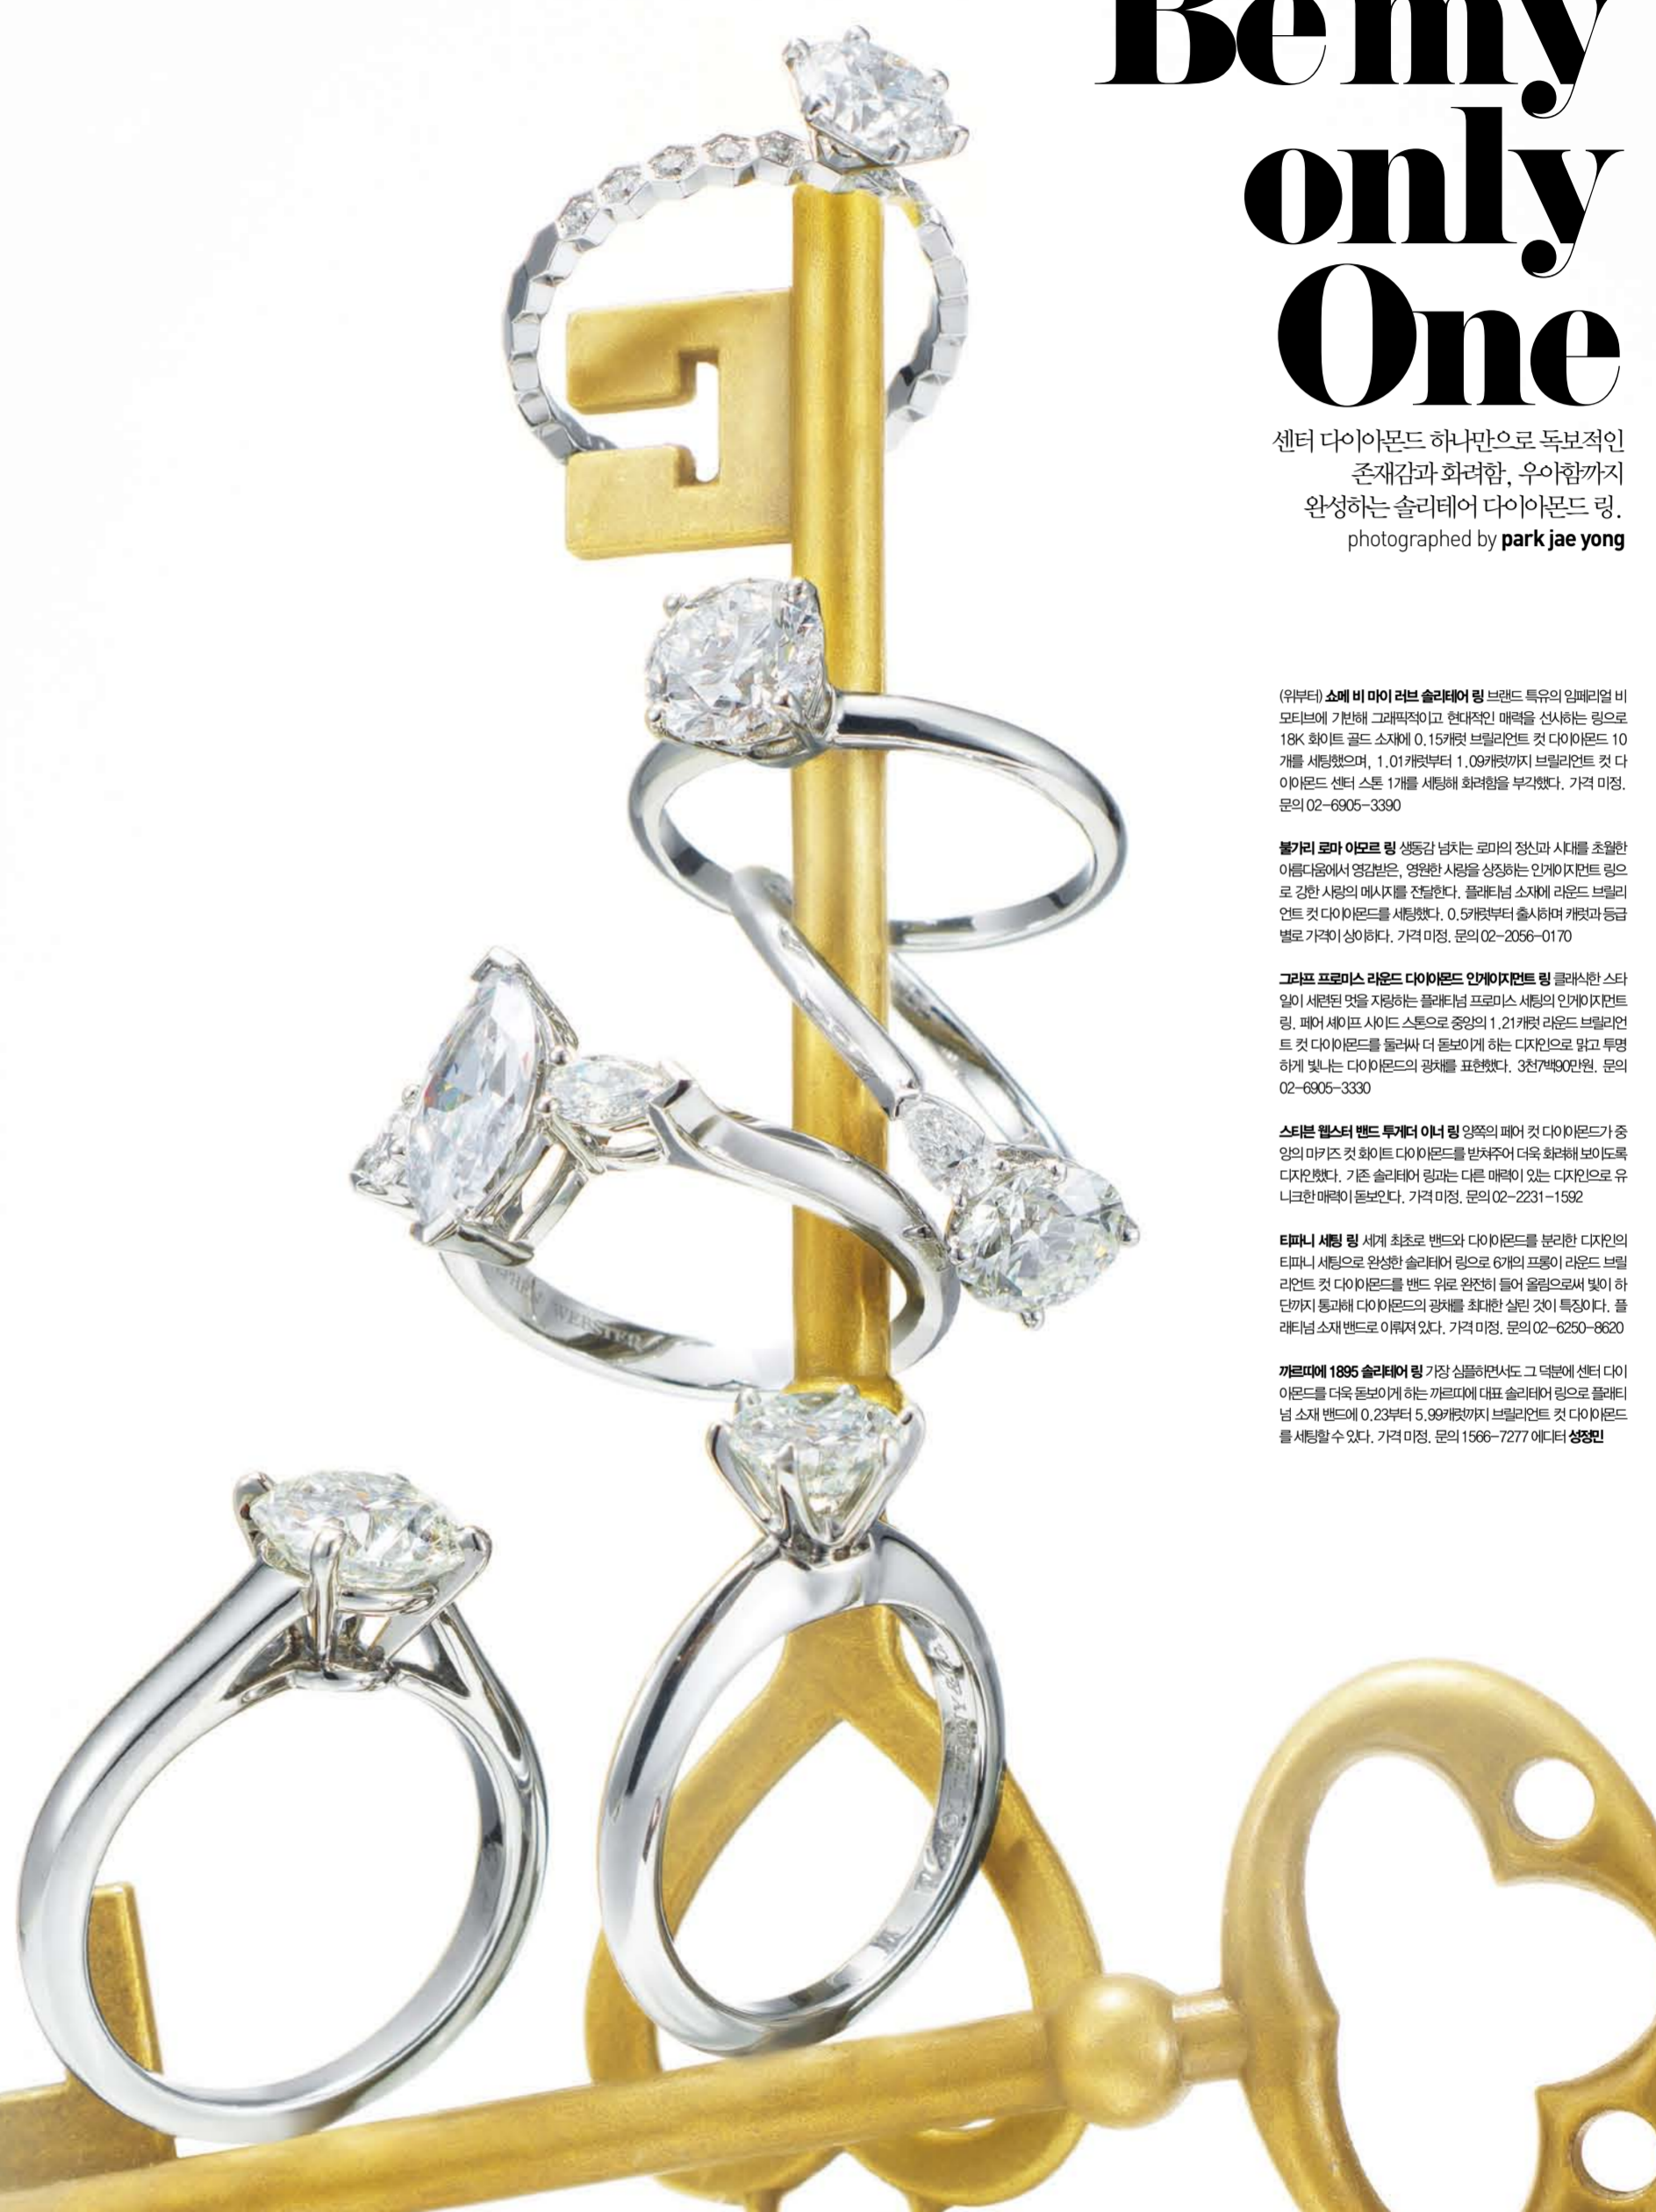 Be my
only
One
센터 다이아몬드 하나만으로 독보적인
존재감과 화려함, 우아함까지
완성하는 솔리테어 다이아몬드 링.
photographed by park jae yong
(위부터) 쇼메 비 마이 러브 솔리테어 링 브랜드 특유의 임페리얼 비
모티브에 기반해 그래픽적이고 현대적인 매력을 선사하는 링으로
18K 화이트 골드 소재에 0.15캐럿 브릴리언트 컷 다이아몬드 10
개를 세팅했으며, 1.01캐럿부터 1.09캐럿까지 브릴리언트 컷 다
이아몬드 센터 스톤 1개를 세팅해 화려함을 부각했다. 가격 미정.
문의 02-6905-3390
불가리 로마 아모르 링 생동감 넘치는 로마의 정신과 시대를 초월한
아름다움에서 영감받은, 영원한 사랑을 상징하는 인게이지먼트 링으
로 강한 사랑의 메시지를 전달한다. 플래티넘 소재에 라운드 브릴리
언트 컷 다이아몬드를 세팅했다. 0.5캐럿부터 출시하며 캐럿과 등급
별로 가격이 상이하다. 가격 미정. 문의 02-2056-0170
그라프 프로미스 라운드 다이아몬드 인게이지먼트 링 클래식한 스타
일이 세련된 멋을 자랑하는 플래티넘 프로미스 세팅의 인게이지먼트
링. 페어 셰이프 사이드 스톤으로 중앙의 1.21캐럿 라운드 브릴리언
트 컷 다이아몬드를 둘러싸 더 돋보이게 하는 디자인으로 맑고 투명
하게 빛나는 다이아몬드의 광채를 표현했다. 3천7백90만원. 문의
02-6905-3330
스티븐 웹스터 밴드 투게더 이너 링 양쪽의 페어 컷 다이아몬드가 중
앙의 마키즈 컷 화이트 다이아몬드를 받쳐주어 더욱 화려해 보이도록
디자인했다. 기존 솔리테어 링과는 다른 매력이 있는 디자인으로 유
니크한 매력이 돋보인다. 가격 미정. 문의 02-2231-1592
티파니 세팅 링 세계 최초로 밴드와 다이아몬드를 분리한 디자인의
티파니 세팅으로 완성한 솔리테어 링으로 6개의 프롱이 라운드 브릴
리언트 컷 다이아몬드를 밴드 위로 완전히 들어 올림으로써 빛이 하
단까지 통과해 다이아몬드의 광채를 최대한 살린 것이 특징이다. 플
래티넘 소재 밴드로 이뤄져 있다. 가격 미정. 문의 02-6250-8620
까르띠에 1895 솔리테어 링 가장 심플하면서도 그 덕분에 센터 다이
아몬드를 더욱 돋보이게 하는 까르띠에 대표 솔리테어 링으로 플래티
넘 소재 밴드에 0.23부터 5.99캐럿까지 브릴리언트 컷 다이아몬드
를 세팅할 수 있다. 가격 미정. 문의 1566-7277 에디터 성정민
WEBSTER